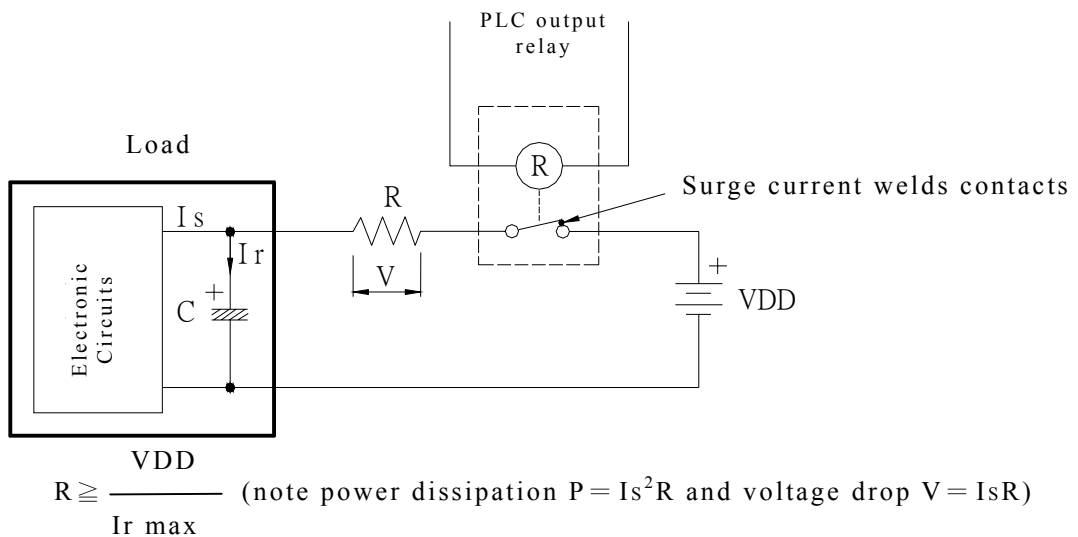 PLC output
relay
Load
R
Surge current welds contacts
Is
R
Ir
V
+
C
+
VDD
Electronic
Circuits
VDD
R ≧ ――― (note power dissipation P = Is²R and voltage drop V = IsR)
Ir max